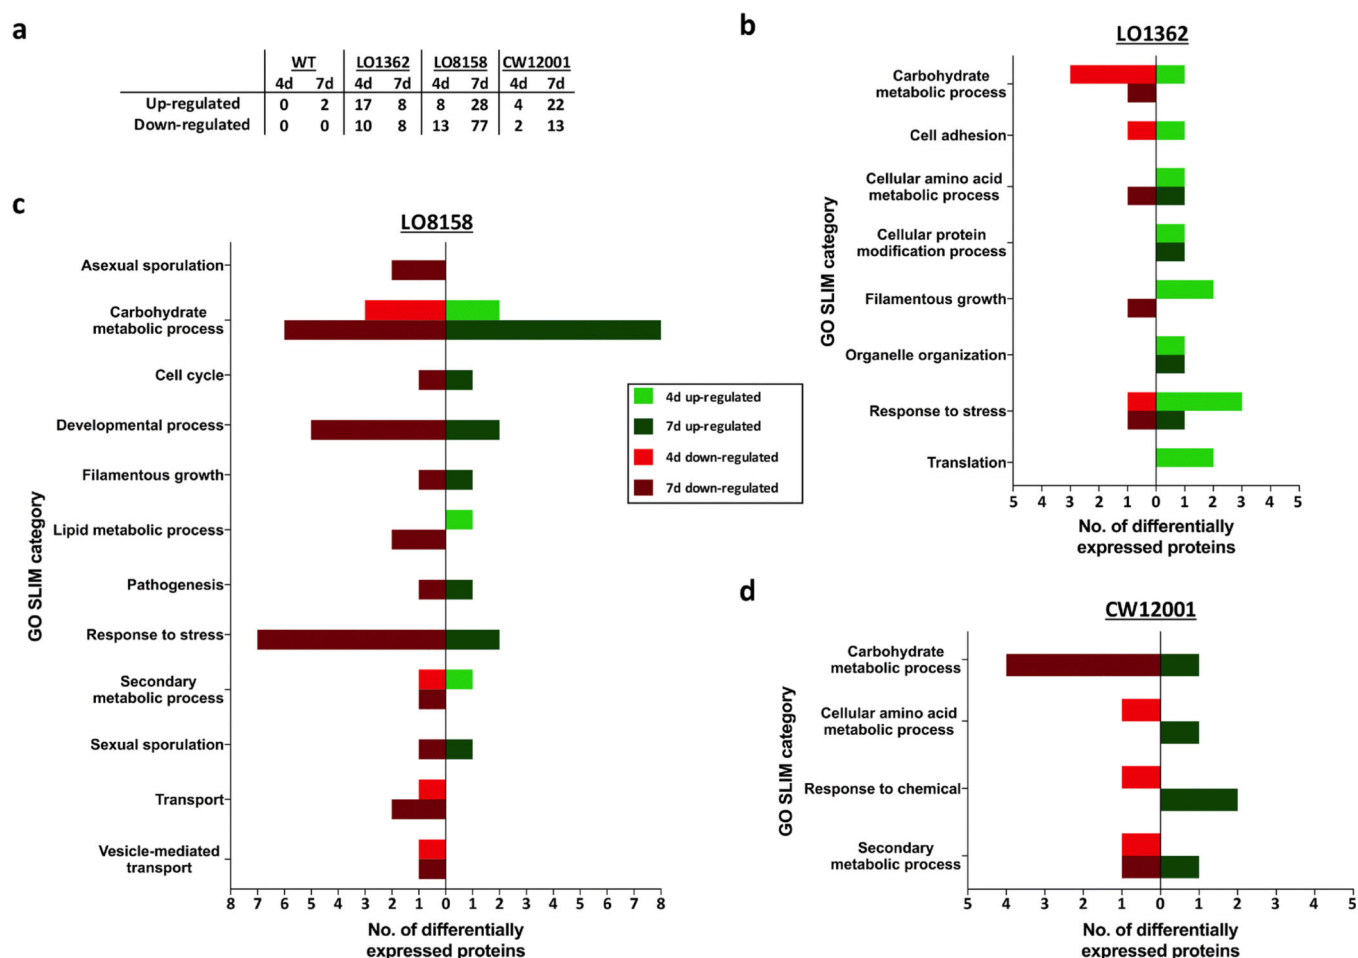 a
WT LO1362 LO8158 CW12001
4d 7d 4d 7d 4d 7d 4d 7d
Up-regulated 0 2 17 8 8 28 4 22
Down-regulated 0 0 10 8 13 77 2 13
b
LO1362
GO SLIM category
Carbohydrate
metabolic process
Cell adhesion
Cellular amino acid
metabolic process
Cellular protein
modification process
Filamentous growth
Organelle organization
Response to stress
Translation
5 4 3 2 1 0 1 2 3 4 5
No. of differentially
expressed proteins
c
LO8158
GO SLIM category
Asexual sporulation
Carbohydrate
metabolic process
Cell cycle
Developmental process
Filamentous growth
Lipid metabolic process
Pathogenesis
Response to stress
Secondary
metabolic process
Sexual sporulation
Transport
Vesicle-mediated
transport
8 7 6 5 4 3 2 1 0 1 2 3 4 5 6 7 8
No. of differentially
expressed proteins
4d up-regulated
7d up-regulated
4d down-regulated
7d down-regulated
d
CW12001
GO SLIM category
Carbohydrate
metabolic process
Cellular amino acid
metabolic process
Response to chemical
Secondary
metabolic process
5 4 3 2 1 0 1 2 3 4 5
No. of differentially
expressed proteins